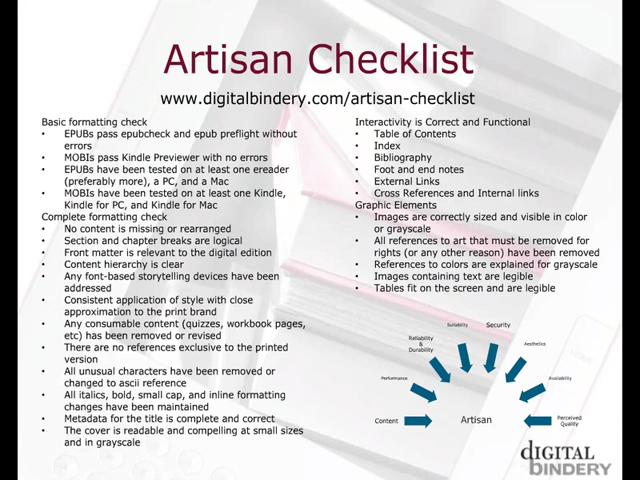 Artisan Checklist
www.digitalbindery.com/artisan-checklist
Basic formatting check
• EPUBs pass epubcheck and epub preflight without
errors
• MOBIs pass Kindle Previewer with no errors
• EPUBs have been tested on at least one ereader
(preferably more), a PC, and a Mac
• MOBIs have been tested on at least one Kindle,
Kindle for PC, and Kindle for Mac
Complete formatting check
• No content is missing or rearranged
• Section and chapter breaks are logical
• Front matter is relevant to the digital edition
• Content hierarchy is clear
• Any font-based storytelling devices have been
addressed
• Consistent application of style with close
approximation to the print brand
• Any consumable content (quizzes, workbook pages,
etc) has been removed or revised
• There are no references exclusive to the printed
version
• All unusual characters have been removed or
changed to ascii reference
• All italics, bold, small cap, and inline formatting
changes have been maintained
• Metadata for the title is complete and correct
• The cover is readable and compelling at small sizes
and in grayscale
Interactivity is Correct and Functional
• Table of Contents
• Index
• Bibliography
• Foot and end notes
• External Links
• Cross References and Internal links
Graphic Elements
• Images are correctly sized and visible in color
or grayscale
• All references to art that must be removed for
rights (or any other reason) have been removed
• References to colors are explained for grayscale
• Images containing text are legible
• Tables fit on the screen and are legible
Content
Performance
Reliability
&
Durability
Suitability
Security
Aesthetics
Availability
Perceived
Quality
Artisan
digITAL
bINDERY